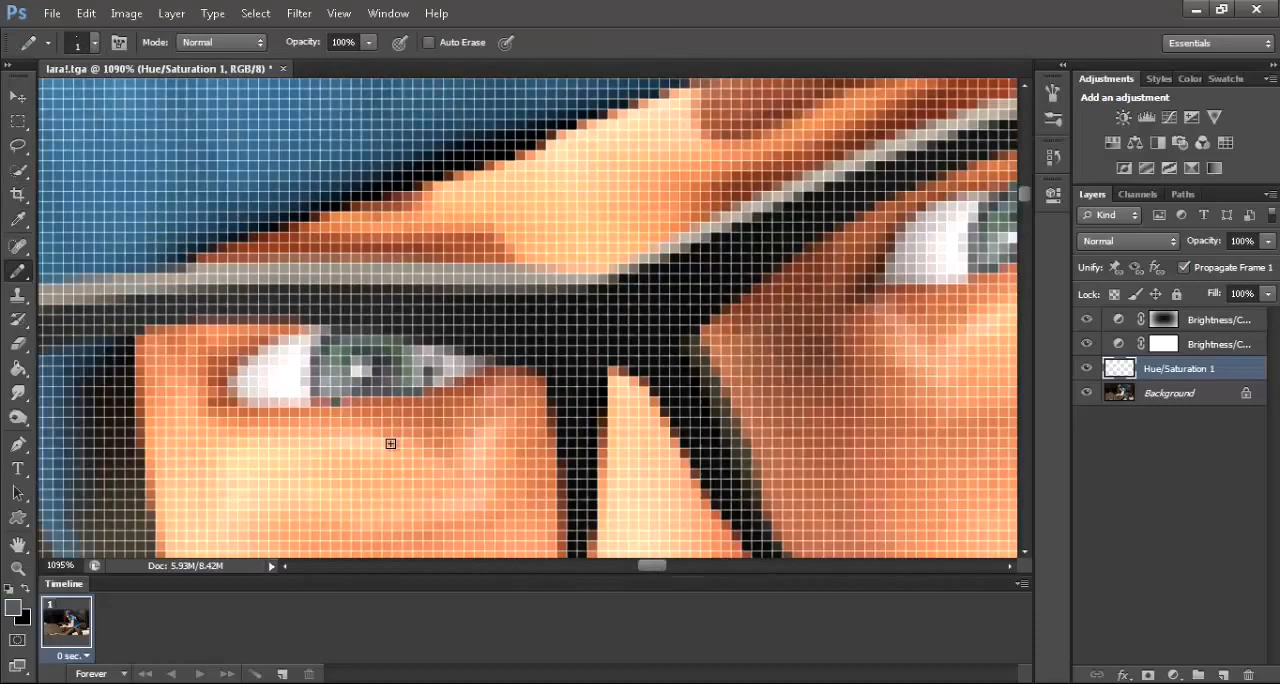 Ps File Edit Image Layer Type Select Filter View Window Help
1 Mode: Normal Opacity: 100% Auto Erase Essentials
lara!.tga @ 1090% (Hue/Saturation 1, RGB/8) * ×
Adjustments Styles Color Swatche
Add an adjustment
Layers Channels Paths
Kind
Normal Opacity: 100%
Unify: Propagate Frame 1
Lock: Fill: 100%
Brightness/C...
Brightness/C...
Hue/Saturation 1
Background
1095% Doc: 5.93M/8.42M
Timeline
1
0 sec.
Forever